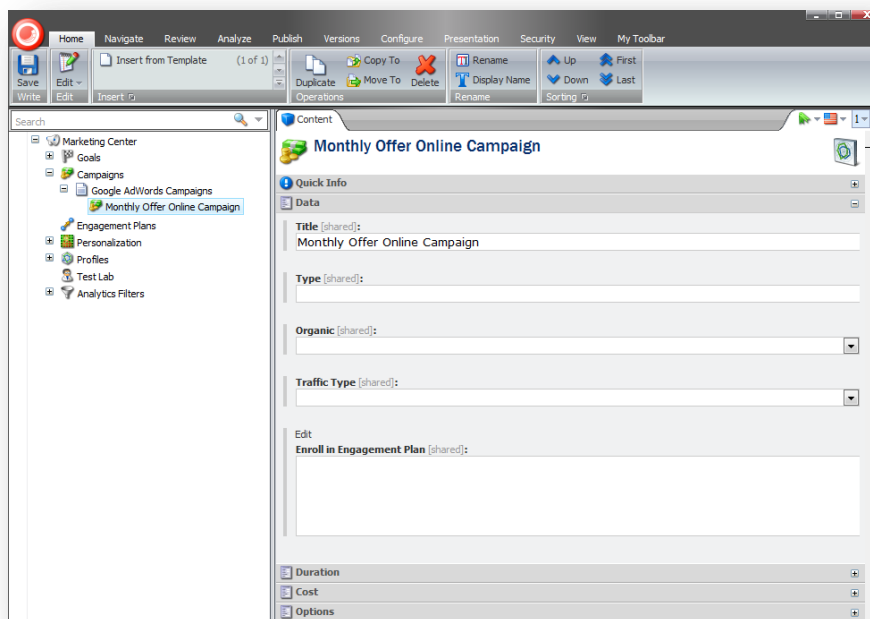 Home Navigate Review Analyze Publish Versions Configure Presentation Security View My Toolbar
Insert from Template (1 of 1) Copy To Rename Up First
Save Edit Duplicate Move To Delete Display Name Down Last
Write Edit Insert Operations Rename Sorting
Search
Content
1
Marketing Center
Goals
Campaigns
Google AdWords Campaigns
Monthly Offer Online Campaign
Engagement Plans
Personalization
Profiles
Test Lab
Analytics Filters
Monthly Offer Online Campaign
Quick Info
Data
Title [shared]:
Monthly Offer Online Campaign
Type [shared]:
Organic [shared]:
Traffic Type [shared]:
Edit
Enroll in Engagement Plan [shared]:
Duration
Cost
Options